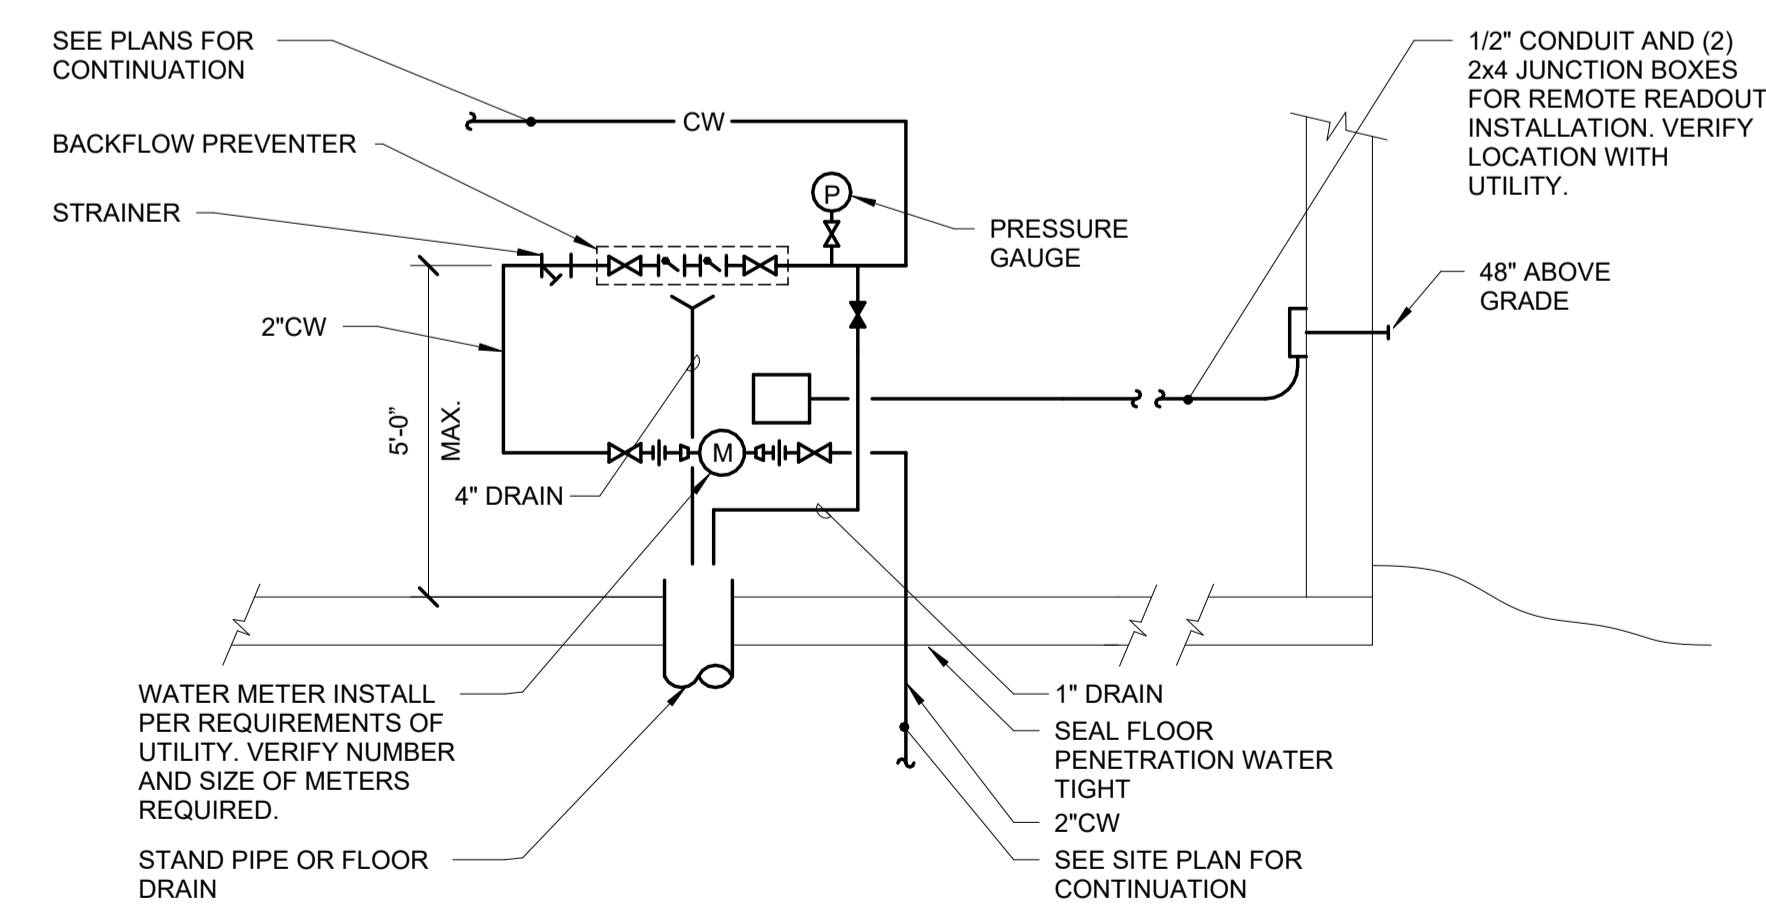 SEE PLANS FOR
CONTINUATION
BACKFLOW PREVENTER
STRAINER
CW
P
PRESSURE
GAUGE
1/2" CONDUIT AND (2)
2x4 JUNCTION BOXES
FOR REMOTE READOUT
INSTALLATION. VERIFY
LOCATION WITH
UTILITY.
48" ABOVE
GRADE
2"CW
5'-0"
MAX.
M
4" DRAIN
WATER METER INSTALL
PER REQUIREMENTS OF
UTILITY. VERIFY NUMBER
AND SIZE OF METERS
REQUIRED.
STAND PIPE OR FLOOR
DRAIN
1" DRAIN
SEAL FLOOR
PENETRATION WATER
TIGHT
2"CW
SEE SITE PLAN FOR
CONTINUATION